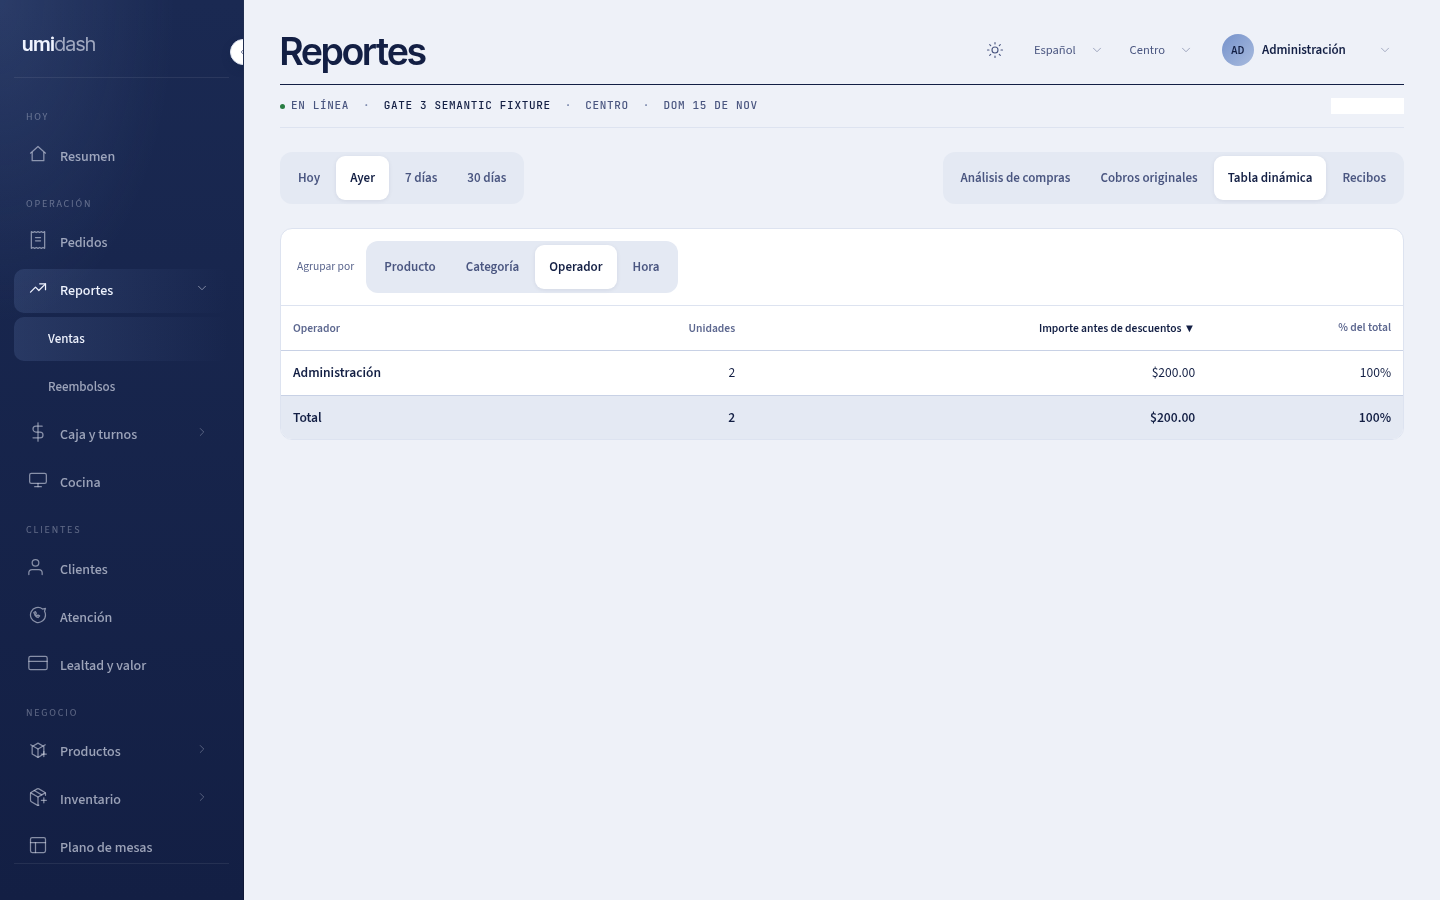 umidash
HOY
Resumen
OPERACIÓN
Pedidos
Reportes
Ventas
Reembolsos
Caja y turnos
Cocina
CLIENTES
Clientes
Atención
Lealtad y valor
NEGOCIO
Productos
Inventario
Plano de mesas
Reportes
Español
Centro
AD
Administración
EN LÍNEA · GATE 3 SEMANTIC FIXTURE · CENTRO · DOM 15 DE NOV
Hoy Ayer 7 días 30 días
Análisis de compras Cobros originales Tabla dinámica Recibos
Agrupar por Producto Categoría Operador Hora
Operador Unidades Importe antes de descuentos ▼ % del total
Administración 2 $200.00 100%
Total 2 $200.00 100%